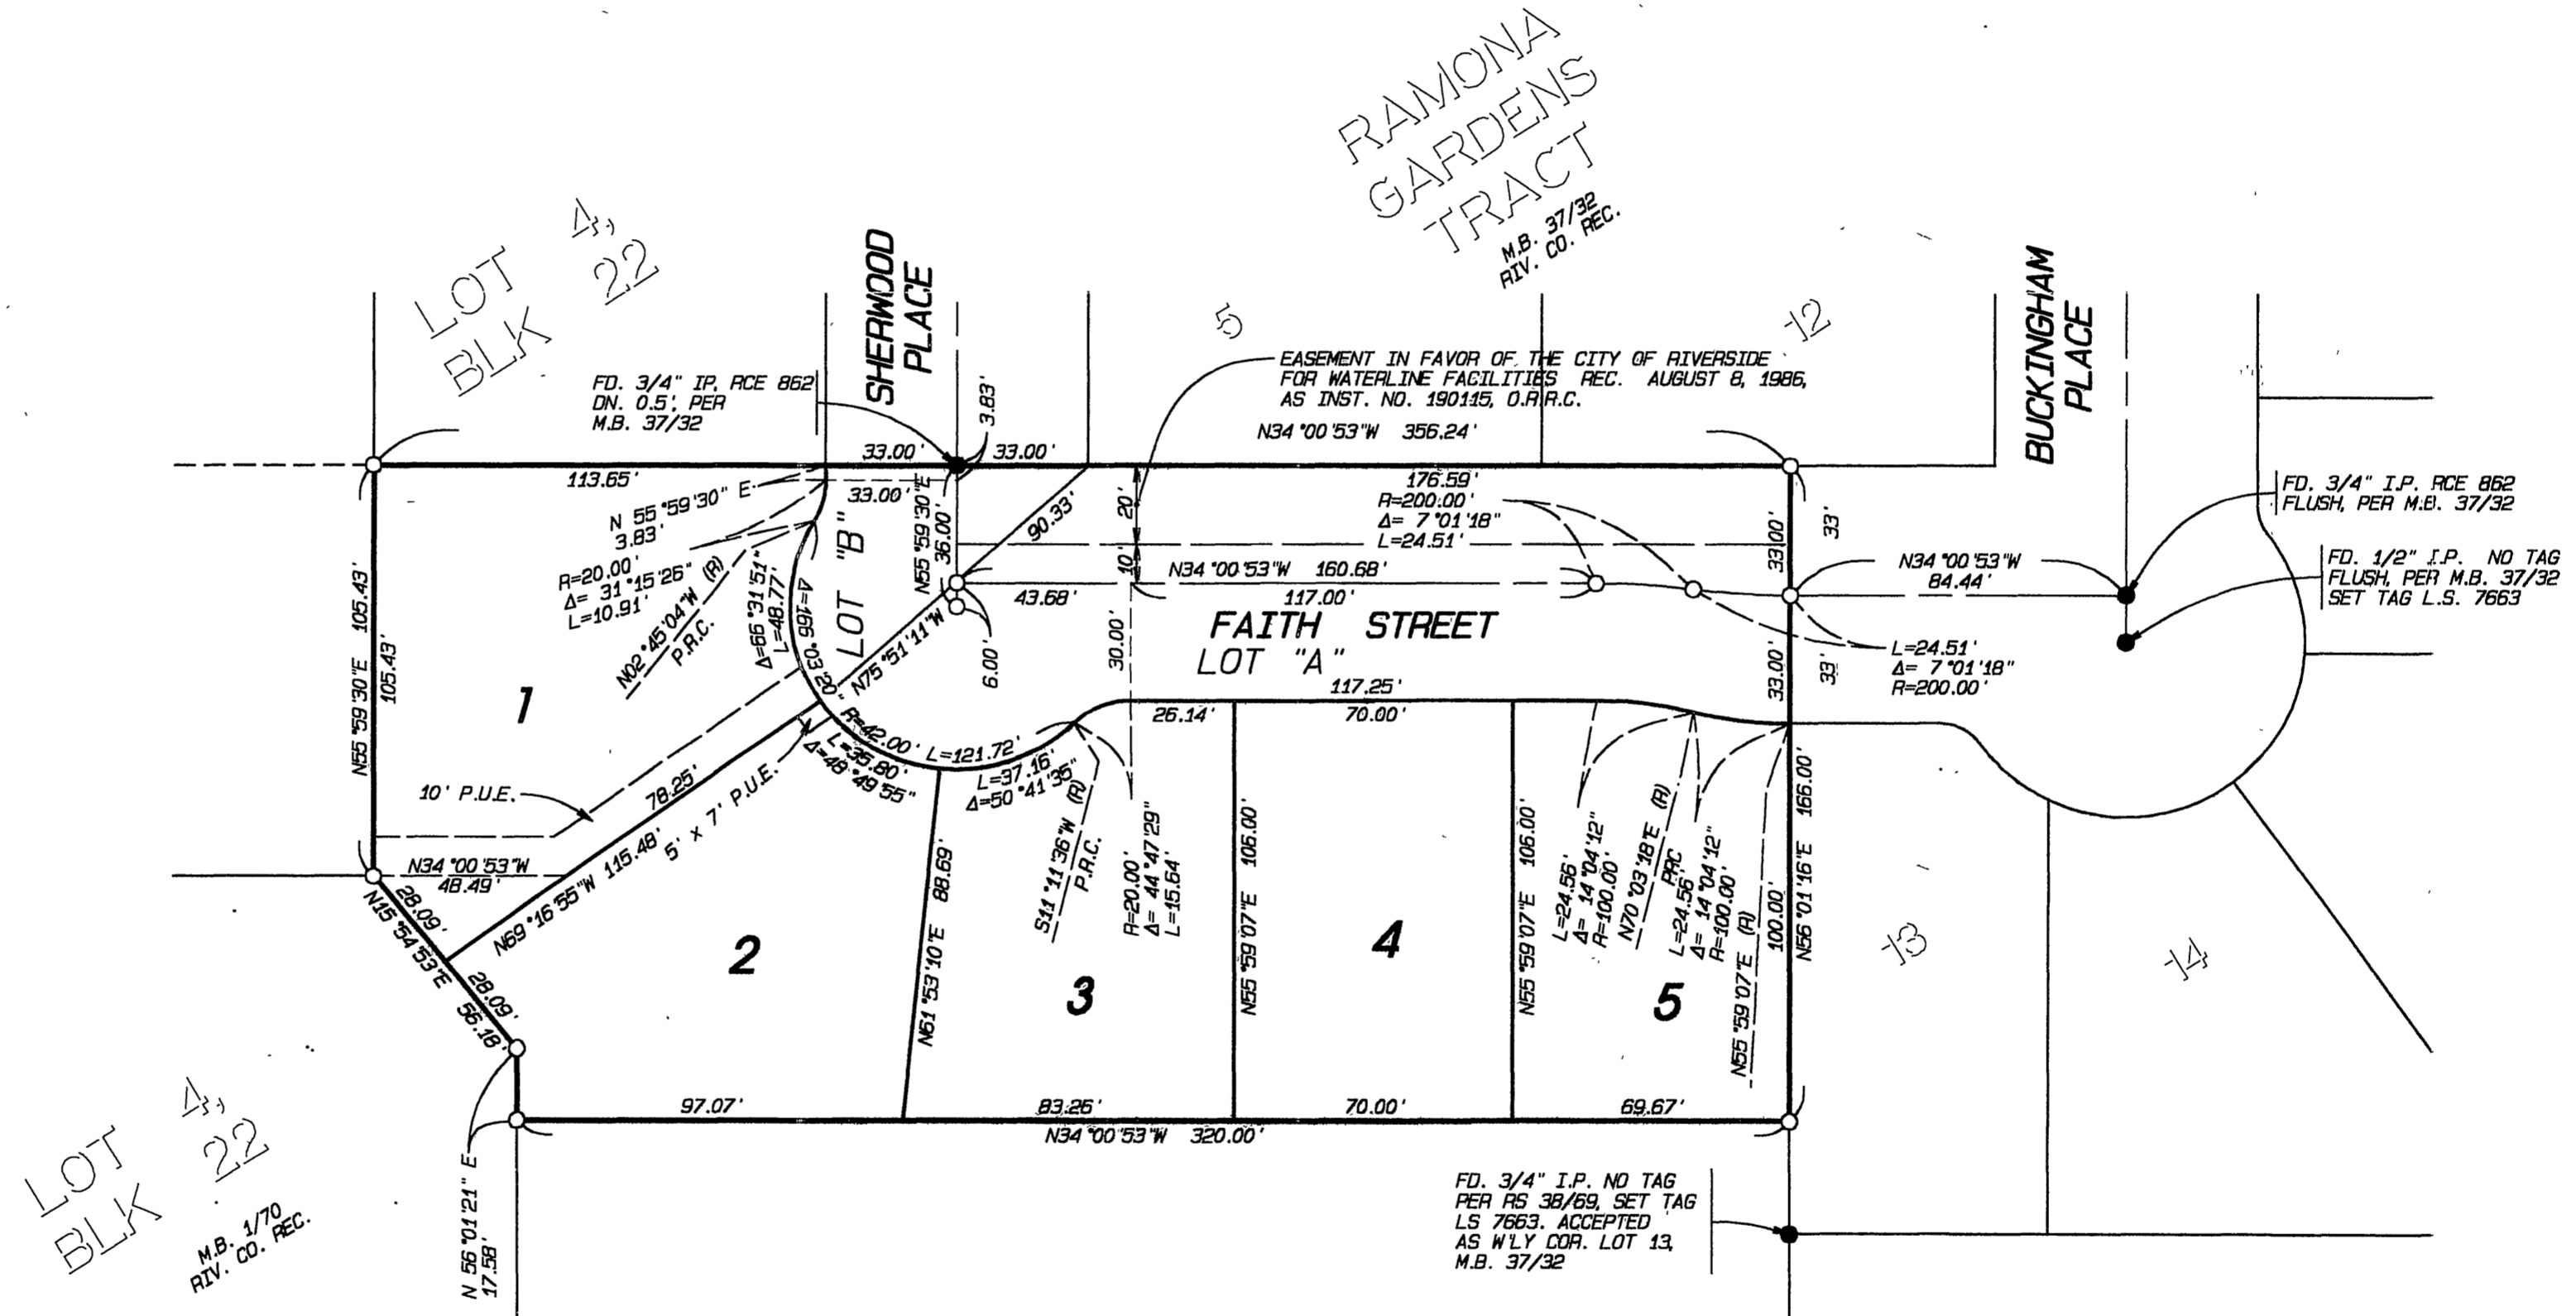 RAMONA
GARDENS
TRACT
M.B. 37/32
RIV. CO. REC.
LOT 4,
BLK 22
SHERWOOD
PLACE
BUCKINGHAM
PLACE
5
12
EASEMENT IN FAVOR OF THE CITY OF RIVERSIDE
FOR WATERLINE FACILITIES REC. AUGUST 8, 1986,
AS INST. NO. 190115, O.R.R.C.
FD. 3/4" IP, RCE 862
DN. 0.5', PER
M.B. 37/32
3.83'
N34°00'53"W 356.24'
33.00'
33.00'
113.65'
176.59'
N 55°59'30" E
3.83'
33.00'
N55°59'30"E
36.00'
90.33'
20'
10'
R=200.00'
Δ= 7°01'18"
L=24.51'
33.00'
33'
FD. 3/4" I.P. RCE 862
FLUSH, PER M.B. 37/32
FD. 1/2" I.P. NO TAG
FLUSH, PER M.B. 37/32
SET TAG L.S. 7663
R=20.00'
Δ= 31°15'26"
L=10.91'
N02°45'04"W (R)
P.R.C.
Δ=66°31'51"
L=48.77'
Δ=166°03'20"
LOT "B"
N75°51'11"W
6.00'
N34°00'53"W 160.68'
43.68'
117.00'
N34°00'53"W
84.44'
FAITH STREET
LOT "A"
30.00'
33.00'
33'
L=24.51'
Δ= 7°01'18"
R=200.00'
N55°59'30"E 105.43'
105.43'
1
117.25'
26.14'
70.00'
R=42.00' L=121.72'
L=35.80'
Δ=48°49'55"
L=37.16'
Δ=50°41'35"
10' P.U.E.
78.25'
5' x 7' P.U.E.
N34°00'53"W
48.49'
N69°16'55"W 115.48'
28.09'
28.09'
N15°54'53"E 56.18'
N61°53'10"E 88.69'
S11°11'36"W (R)
P.R.C.
R=20.00'
Δ= 44°47'29"
L=15.64'
N55°59'07"E 106.00'
N55°59'07"E 106.00'
L=24.56'
Δ= 14°04'12"
R=100.00'
N70°03'18"E (R)
PRC
L=24.56'
Δ= 14°04'12"
R=100.00'
N55°59'07"E (R)
100.00'
N56°01'16"E 166.00'
2
3
4
5
13
14
97.07'
83.26'
70.00'
69.67'
N34°00'53"W 320.00'
N 56°01'21" E
17.58'
LOT 4,
BLK 22
M.B. 1/70
RIV. CO. REC.
FD. 3/4" I.P. NO TAG
PER RS 38/69, SET TAG
LS 7663. ACCEPTED
AS W'LY COR. LOT 13,
M.B. 37/32